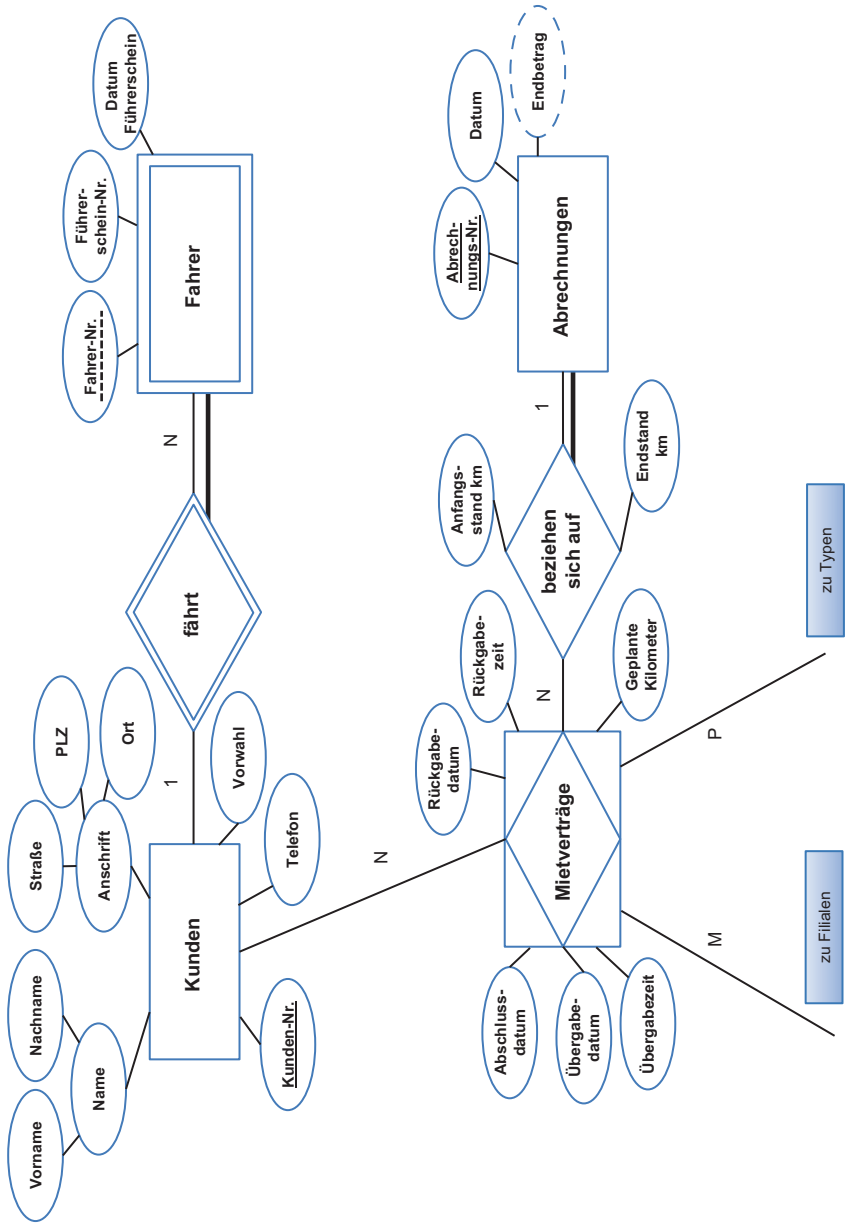 Vorname
Nachname
Name
Straße
PLZ
Ort
Anschrift
Kunden
Kunden-Nr.
Telefon
Vorwahl
1
fährt
N
Fahrer-Nr.
Führer-
schein-Nr.
Datum
Führerschein
Fahrer
N
Abschluss-
datum
Übergabe-
datum
Übergabezeit
Mietverträge
Rückgabe-
datum
Rückgabe-
zeit
Geplante
Kilometer
M
P
zu Filialen
zu Typen
N
beziehen
sich auf
Anfangs-
stand km
Endstand
km
1
Abrech-
nungs-Nr.
Datum
Endbetrag
Abrechnungen